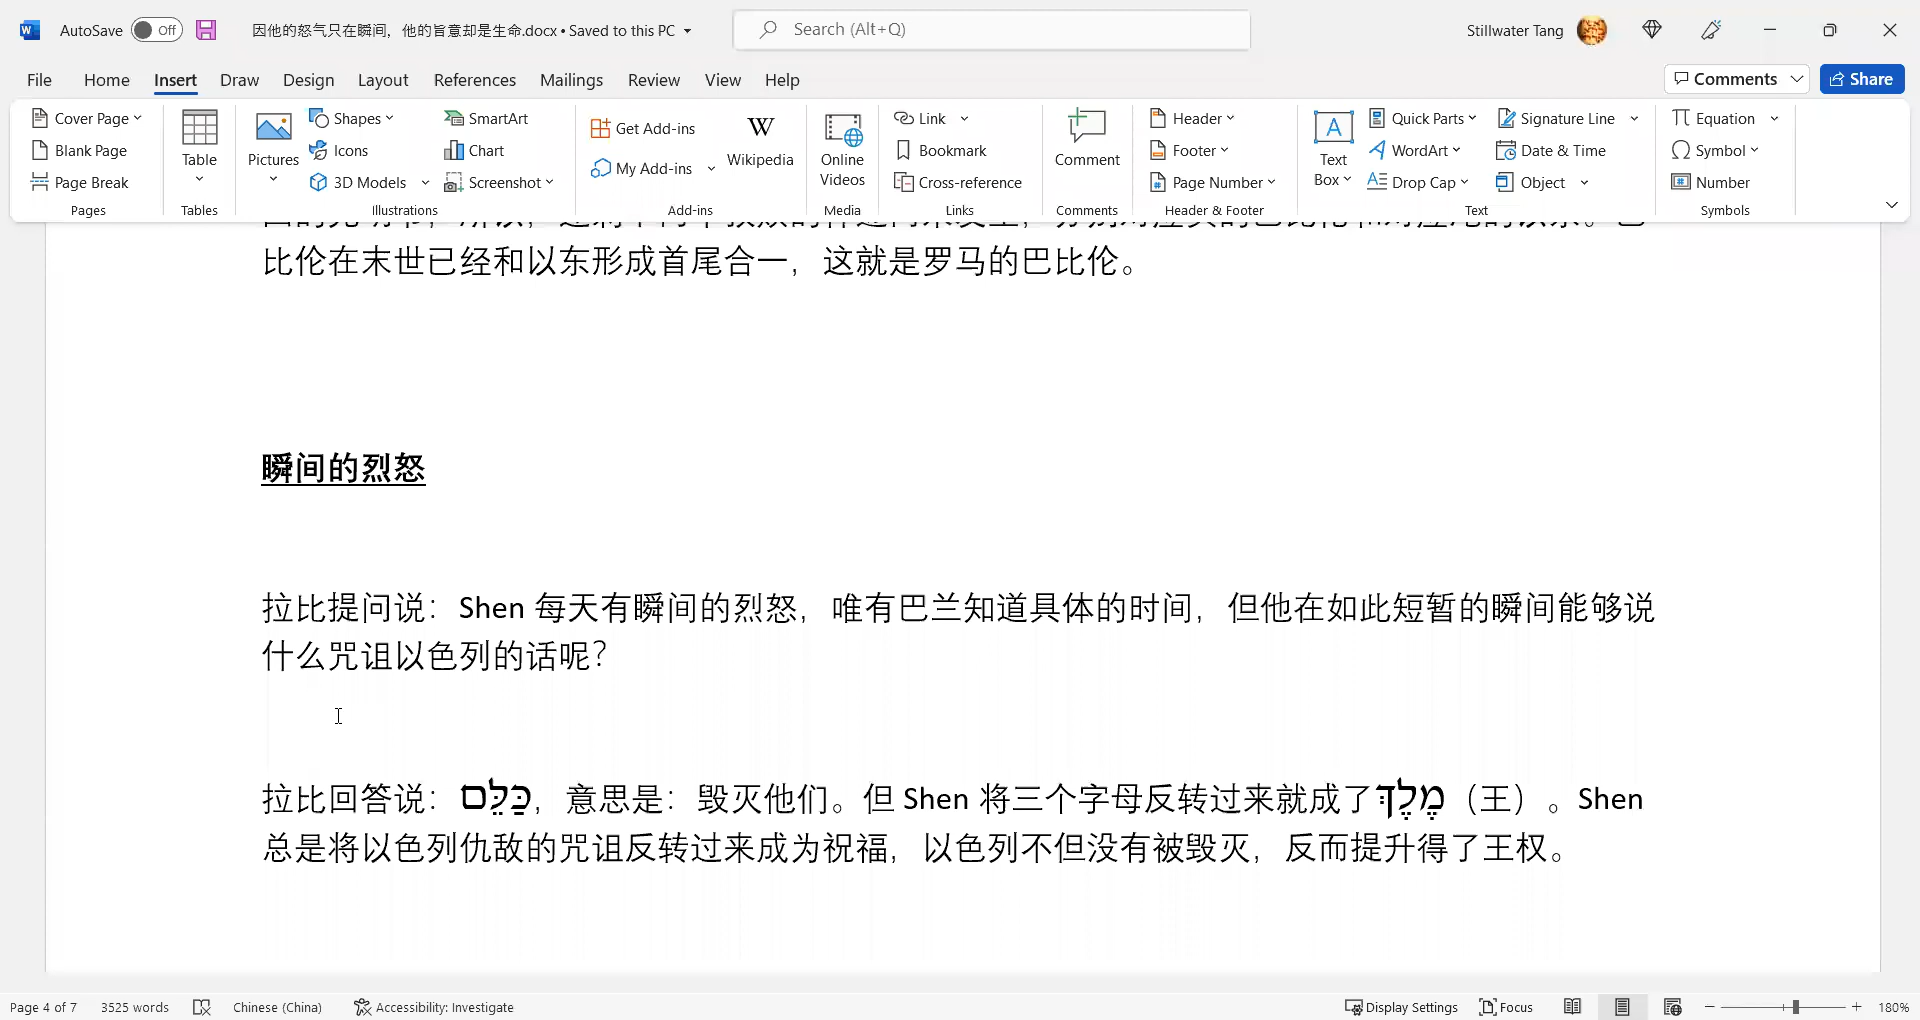 AutoSave Off 因他的怒气只在瞬间，他的旨意却是生命.docx • Saved to this PC Search (Alt+Q) Stillwater Tang
File Home Insert Draw Design Layout References Mailings Review View Help Comments Share
Cover Page
Blank Page
Page Break
Pages
Table
Tables
Pictures
Shapes
Icons
3D Models
SmartArt
Chart
Screenshot
Illustrations
Get Add-ins
My Add-ins
Wikipedia
Add-ins
Online
Videos
Media
Link
Bookmark
Cross-reference
Links
Comment
Comments
Header
Footer
Page Number
Header & Footer
Text
Box
Quick Parts
WordArt
Drop Cap
Signature Line
Date & Time
Object
Text
Equation
Symbol
Number
Symbols
比伦在末世已经和以东形成首尾合一，这就是罗马的巴比伦。
瞬间的烈怒
拉比提问说：Shen 每天有瞬间的烈怒，唯有巴兰知道具体的时间，但他在如此短暂的瞬间能够说
什么咒诅以色列的话呢？
拉比回答说：כַּלֵּם，意思是：毁灭他们。但 Shen 将三个字母反转过来就成了מֶלֶךְ（王）。Shen
总是将以色列仇敌的咒诅反转过来成为祝福，以色列不但没有被毁灭，反而提升得了王权。
Page 4 of 7 3525 words Chinese (China) Accessibility: Investigate Display Settings Focus 180%